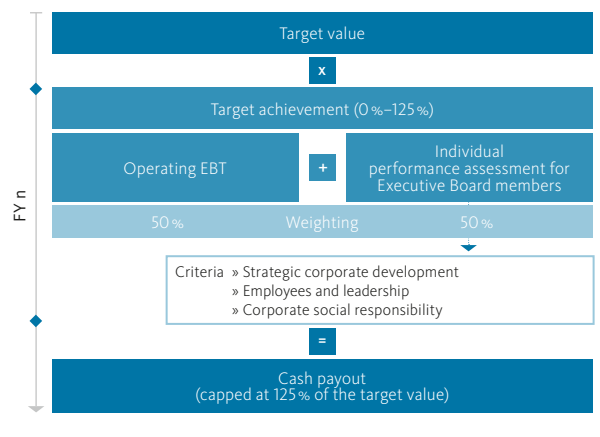 Target value
x
Target achievement (0 %–125 %)
Operating EBT
+
Individual
performance assessment for
Executive Board members
50 % Weighting 50 %
FY n
Criteria » Strategic corporate development
» Employees and leadership
» Corporate social responsibility
=
Cash payout
(capped at 125 % of the target value)